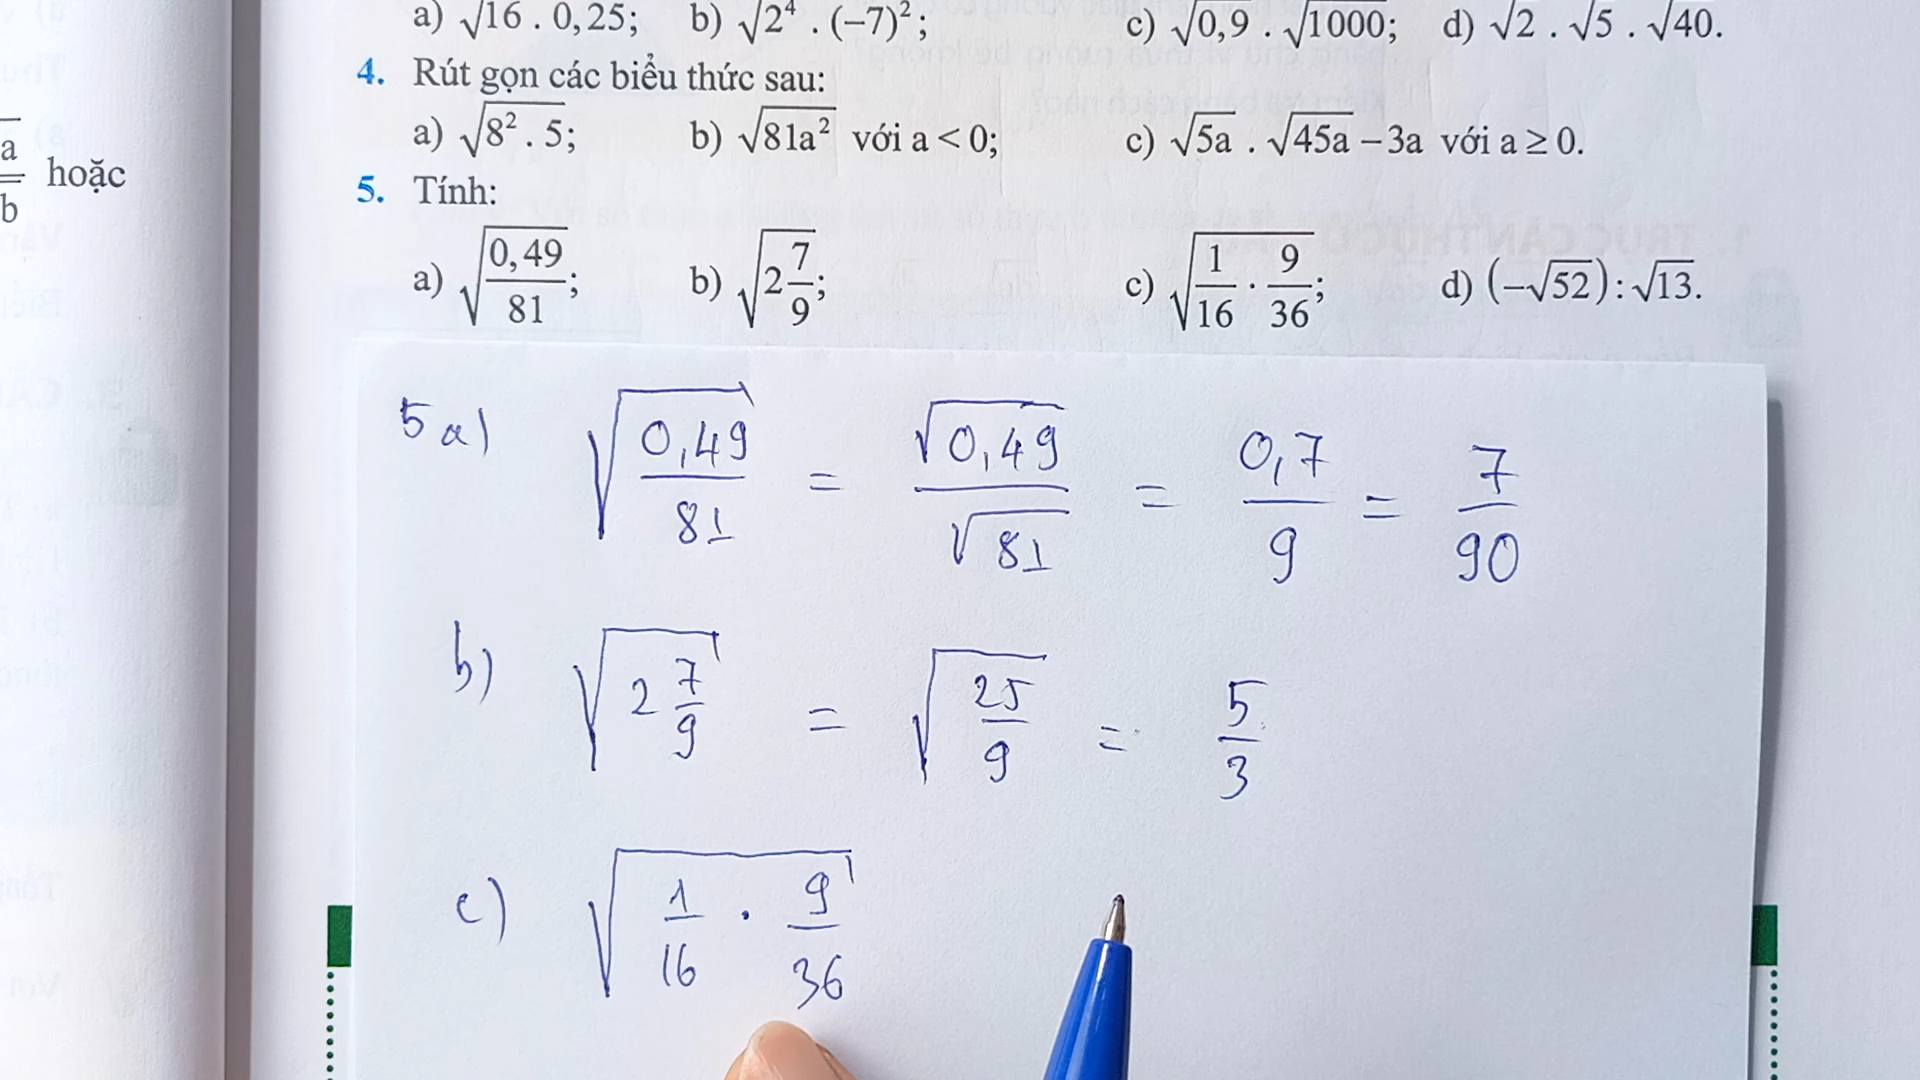 a) √16 . 0,25; b) √2⁴ . (−7)²; c) √0,9 . √1000; d) √2 . √5 . √40.
4. Rút gọn các biểu thức sau:
a) √8² . 5; b) √81a² với a < 0; c) √5a . √45a − 3a với a ≥ 0.
a/b hoặc
5. Tính:
a) √(0,49/81); b) √(2 7/9); c) √(1/16 . 9/36); d) (−√52) : √13.
5a) √(0,49/81) = √0,49/√81 = 0,7/9 = 7/90
b) √(2 7/9) = √(25/9) = 5/3
c) √(1/16 . 9/36)